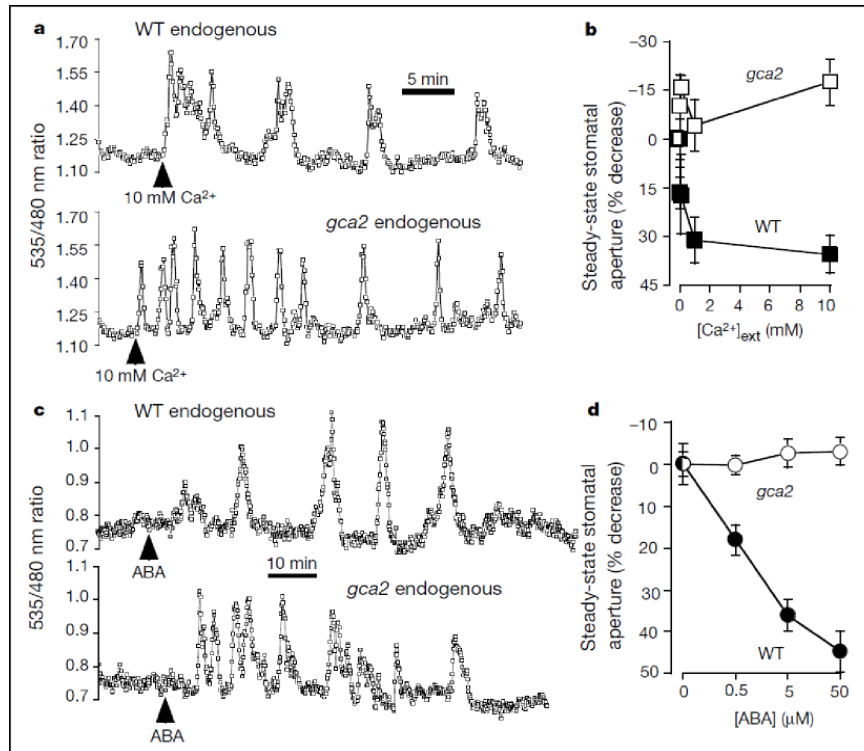 a
WT endogenous
1.70
1.55
1.40
1.25
1.10
5 min
10 mM Ca²⁺
gca2 endogenous
1.70
1.55
1.40
1.25
1.10
10 mM Ca²⁺
535/480 nm ratio
b
-15
0
15
30
45
gca2
WT
0 2 4 6 8 10
[Ca²⁺]ext (mM)
Steady-state stomatal
aperture (% decrease)
c
WT endogenous
1.1
1.0
0.9
0.8
0.7
ABA
10 min
gca2 endogenous
1.0
0.9
0.8
0.7
ABA
535/480 nm ratio
d
-10
0
10
20
30
40
50
gca2
WT
0 0.5 5 50
[ABA] (μM)
Steady-state stomatal
aperture (% decrease)